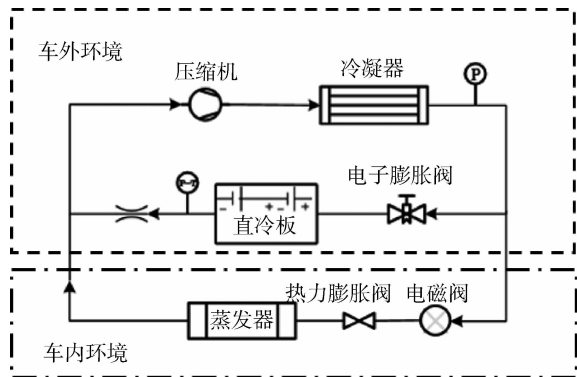 车外环境
压缩机
冷凝器
P
电子膨胀阀
P-T
- + - +
直冷板
热力膨胀阀
电磁阀
蒸发器
车内环境